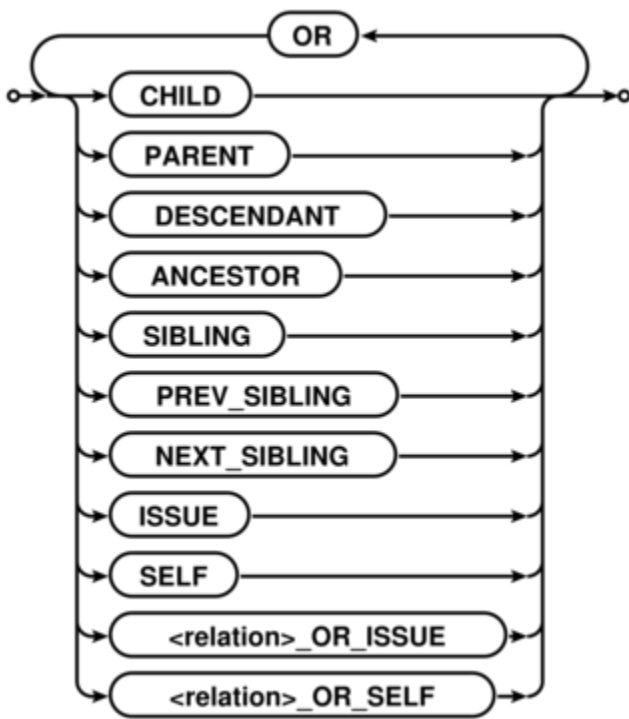 OR
CHILD
PARENT
DESCENDANT
ANCESTOR
SIBLING
PREV_SIBLING
NEXT_SIBLING
ISSUE
SELF
<relation>_OR_ISSUE
<relation>_OR_SELF